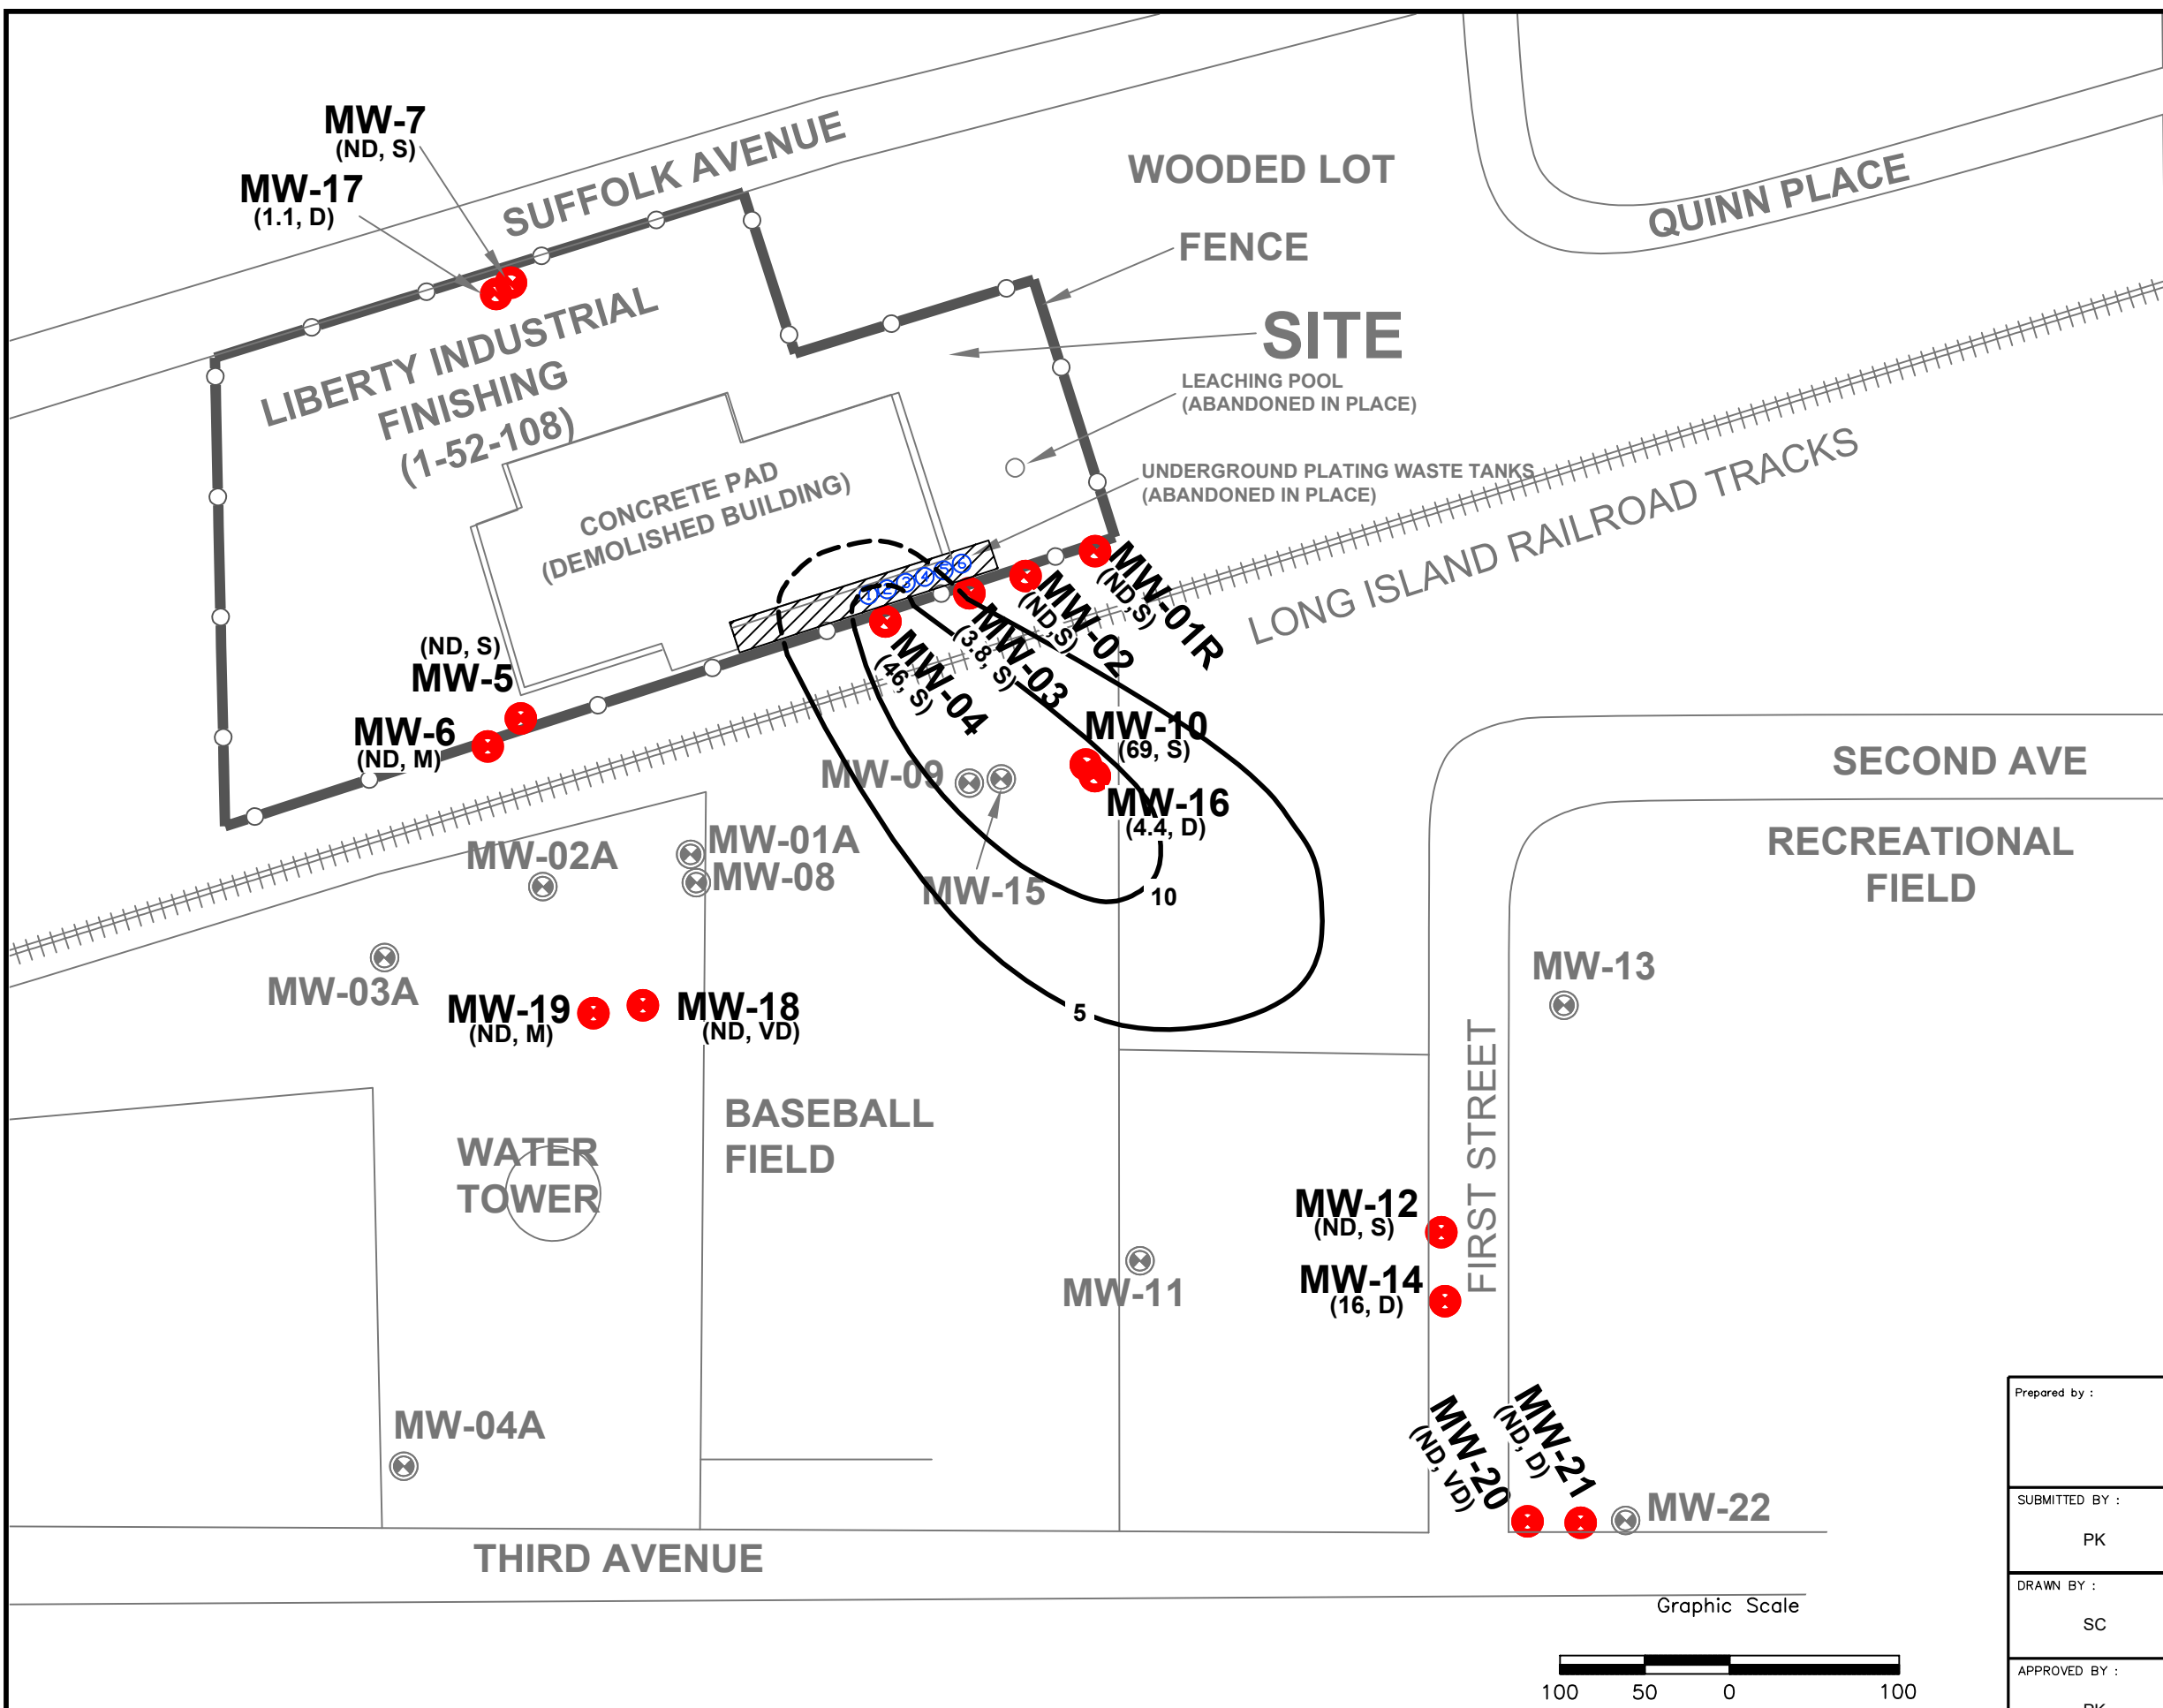 MW-7
(ND, S)
MW-17
(1.1, D)
SUFFOLK AVENUE
WOODED LOT
QUINN PLACE
FENCE
SITE
LIBERTY INDUSTRIAL
FINISHING
(1-52-108)
LEACHING POOL
(ABANDONED IN PLACE)
UNDERGROUND PLATING WASTE TANKS
(ABANDONED IN PLACE)
CONCRETE PAD
(DEMOLISHED BUILDING)
LONG ISLAND RAILROAD TRACKS
1 2 3 4 5 6
MW-01R
(ND,S)
MW-02
(ND,S)
MW-03
(3.8, S)
MW-04
(46, S)
(ND, S)
MW-5
MW-6
(ND, M)
MW-10
(69, S)
MW-09
MW-16
(4.4, D)
MW-15
10
5
SECOND AVE
RECREATIONAL
FIELD
MW-01A
MW-02A
MW-08
MW-03A
MW-19
(ND, M)
MW-18
(ND, VD)
MW-13
BASEBALL
FIELD
WATER
TOWER
FIRST STREET
MW-12
(ND, S)
MW-11
MW-14
(16, D)
MW-04A
MW-20
(ND, VD)
MW-21
(ND, D)
MW-22
THIRD AVENUE
Graphic Scale
100 50 0 100
Prepared by :
SUBMITTED BY :
PK
DRAWN BY :
SC
APPROVED BY :
PK